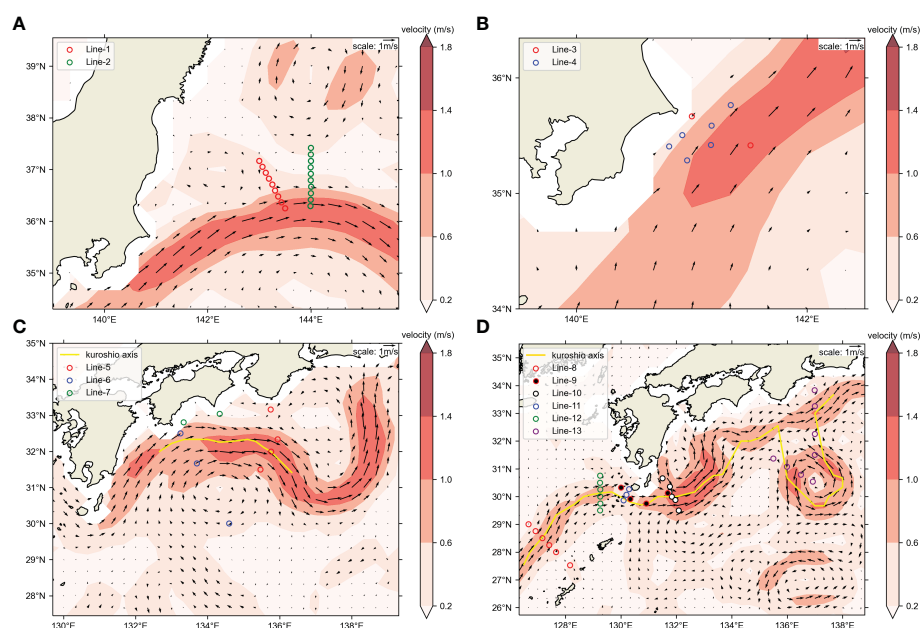 A
velocity (m/s)
scale: 1m/s
Line-1
Line-2
39°N
38°N
37°N
36°N
35°N
140°E
142°E
144°E
1.8
1.4
1.0
0.6
0.2
B
velocity (m/s)
scale: 1m/s
Line-3
Line-4
36°N
35°N
34°N
140°E
142°E
1.8
1.4
1.0
0.6
0.2
C
velocity (m/s)
scale: 1m/s
kuroshio axis
Line-5
Line-6
Line-7
35°N
34°N
33°N
32°N
31°N
30°N
29°N
28°N
130°E
132°E
134°E
136°E
138°E
1.8
1.4
1.0
0.6
0.2
D
velocity (m/s)
scale: 1m/s
kuroshio axis
Line-8
Line-9
Line-10
Line-11
Line-12
Line-13
35°N
34°N
33°N
32°N
31°N
30°N
29°N
28°N
27°N
26°N
128°E
130°E
132°E
134°E
136°E
138°E
1.8
1.4
1.0
0.6
0.2